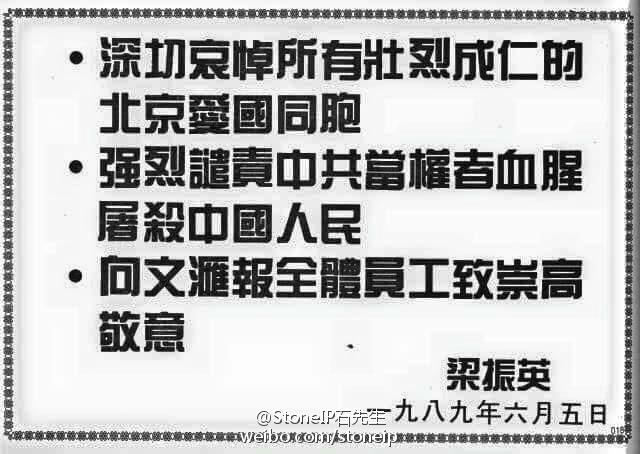 • 深切哀悼所有壯烈成仁的
北京愛國同胞
• 强烈譴責中共當權者血腥
屠殺中國人民
• 向文滙報全體員工致崇高
敬意
梁振英
一九八九年六月五日
@StoneIP石先生
weibo.com/stoneip